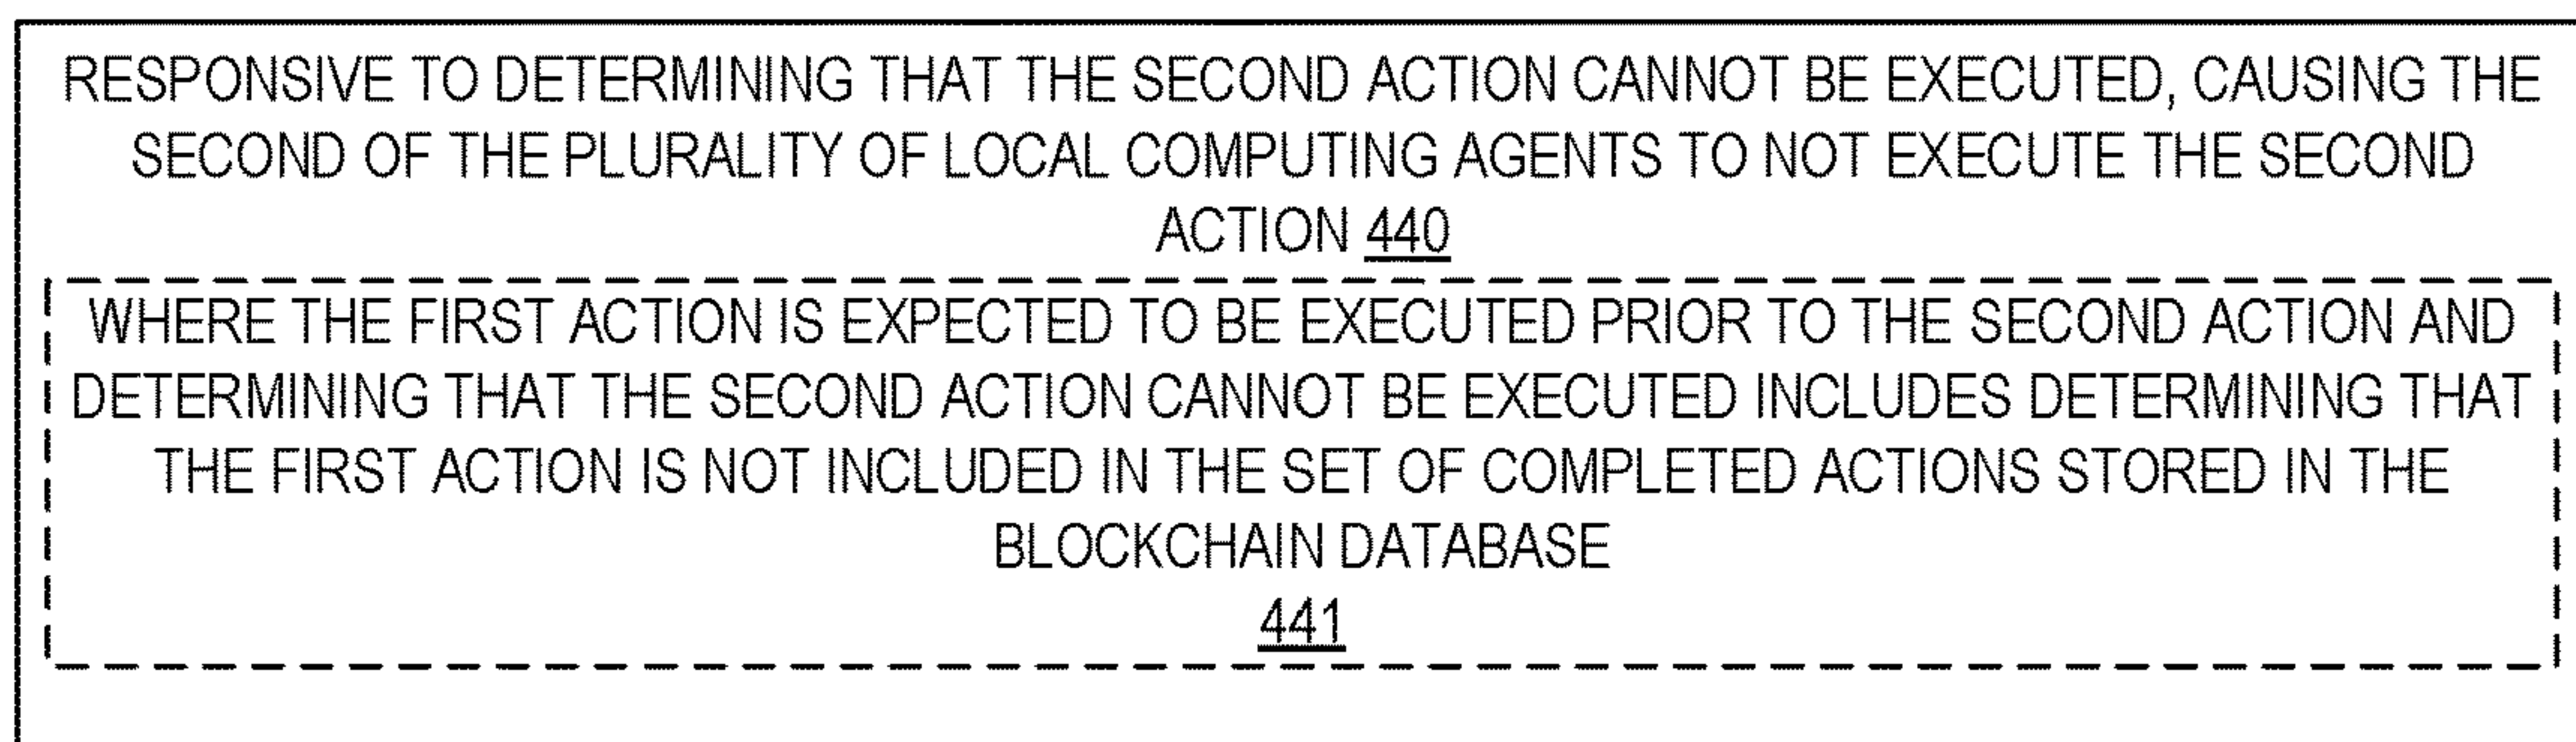 RESPONSIVE TO DETERMINING THAT THE SECOND ACTION CANNOT BE EXECUTED, CAUSING THE
SECOND OF THE PLURALITY OF LOCAL COMPUTING AGENTS TO NOT EXECUTE THE SECOND
ACTION 440
WHERE THE FIRST ACTION IS EXPECTED TO BE EXECUTED PRIOR TO THE SECOND ACTION AND
DETERMINING THAT THE SECOND ACTION CANNOT BE EXECUTED INCLUDES DETERMINING THAT
THE FIRST ACTION IS NOT INCLUDED IN THE SET OF COMPLETED ACTIONS STORED IN THE
BLOCKCHAIN DATABASE
441